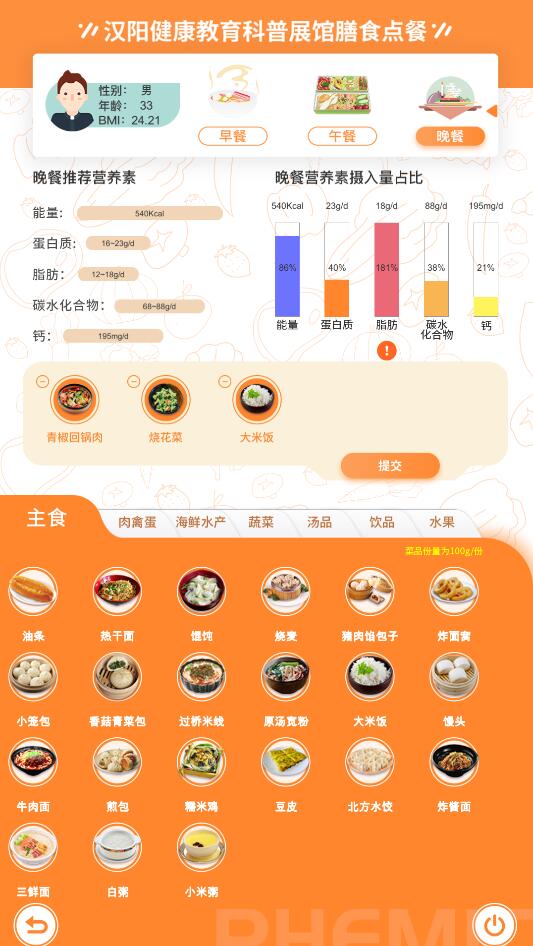 汉阳健康教育科普展馆膳食点餐
性别： 男
年龄： 33
BMI：24.21
早餐 午餐 晚餐
晚餐推荐营养素
能量： 540Kcal
蛋白质： 16~23g/d
脂肪： 12~18g/d
碳水化合物： 68~88g/d
钙： 195mg/d
晚餐营养素摄入量占比
540Kcal 23g/d 18g/d 88g/d 195mg/d
86% 40% 181% 38% 21%
能量 蛋白质 脂肪 碳水化合物 钙
!
青椒回锅肉 烧花菜 大米饭
提交
主食 肉禽蛋 海鲜水产 蔬菜 汤品 饮品 水果
菜品份量为100g/份
油条 热干面 馄饨 烧麦 猪肉馅包子 炸面窝
小笼包 香菇青菜包 过桥米线 原汤宽粉 大米饭 馒头
牛肉面 煎包 糯米鸡 豆皮 北方水饺 炸酱面
三鲜面 白粥 小米粥